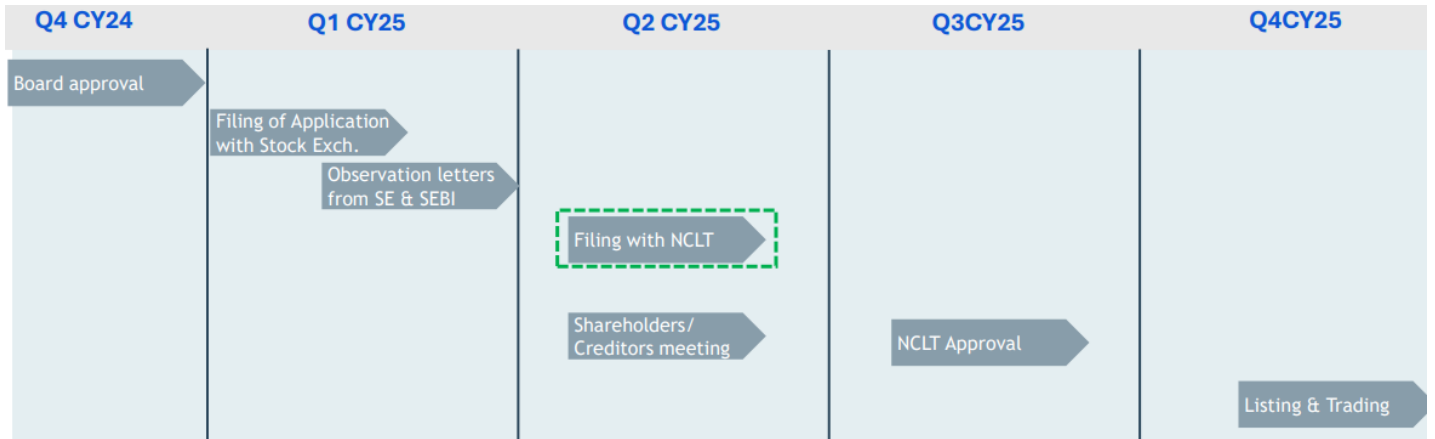 Q4 CY24
Q1 CY25
Q2 CY25
Q3CY25
Q4CY25
Board approval
Filing of Application
with Stock Exch.
Observation letters
from SE & SEBI
Filing with NCLT
Shareholders/
Creditors meeting
NCLT Approval
Listing & Trading